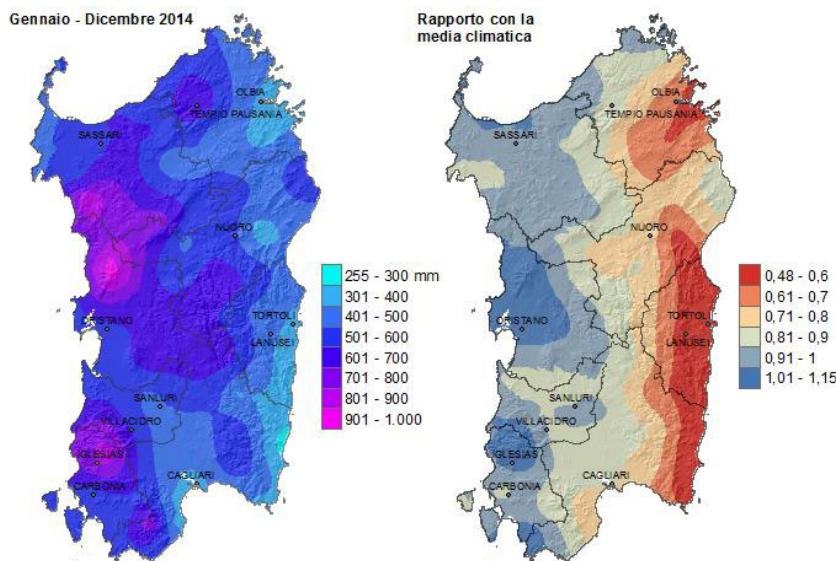 Gennaio - Dicembre 2014
OLBIA
TEMPIO PAUSANIA
SASSARI
NUORO
ORISTANO
TORTOLI
LANUSEI
SANLURI
VILLACIDRO
IGLESIAS
CARBONIA
CAGLIARI
255 - 300 mm
301 - 400
401 - 500
501 - 600
601 - 700
701 - 800
801 - 900
901 - 1.000
Rapporto con la
media climatica
OLBIA
TEMPIO PAUSANIA
SASSARI
NUORO
ORISTANO
TORTOLI
LANUSEI
SANLURI
VILLACIDRO
IGLESIAS
CARBONIA
CAGLIARI
0,48 - 0,6
0,61 - 0,7
0,71 - 0,8
0,81 - 0,9
0,91 - 1
1,01 - 1,15